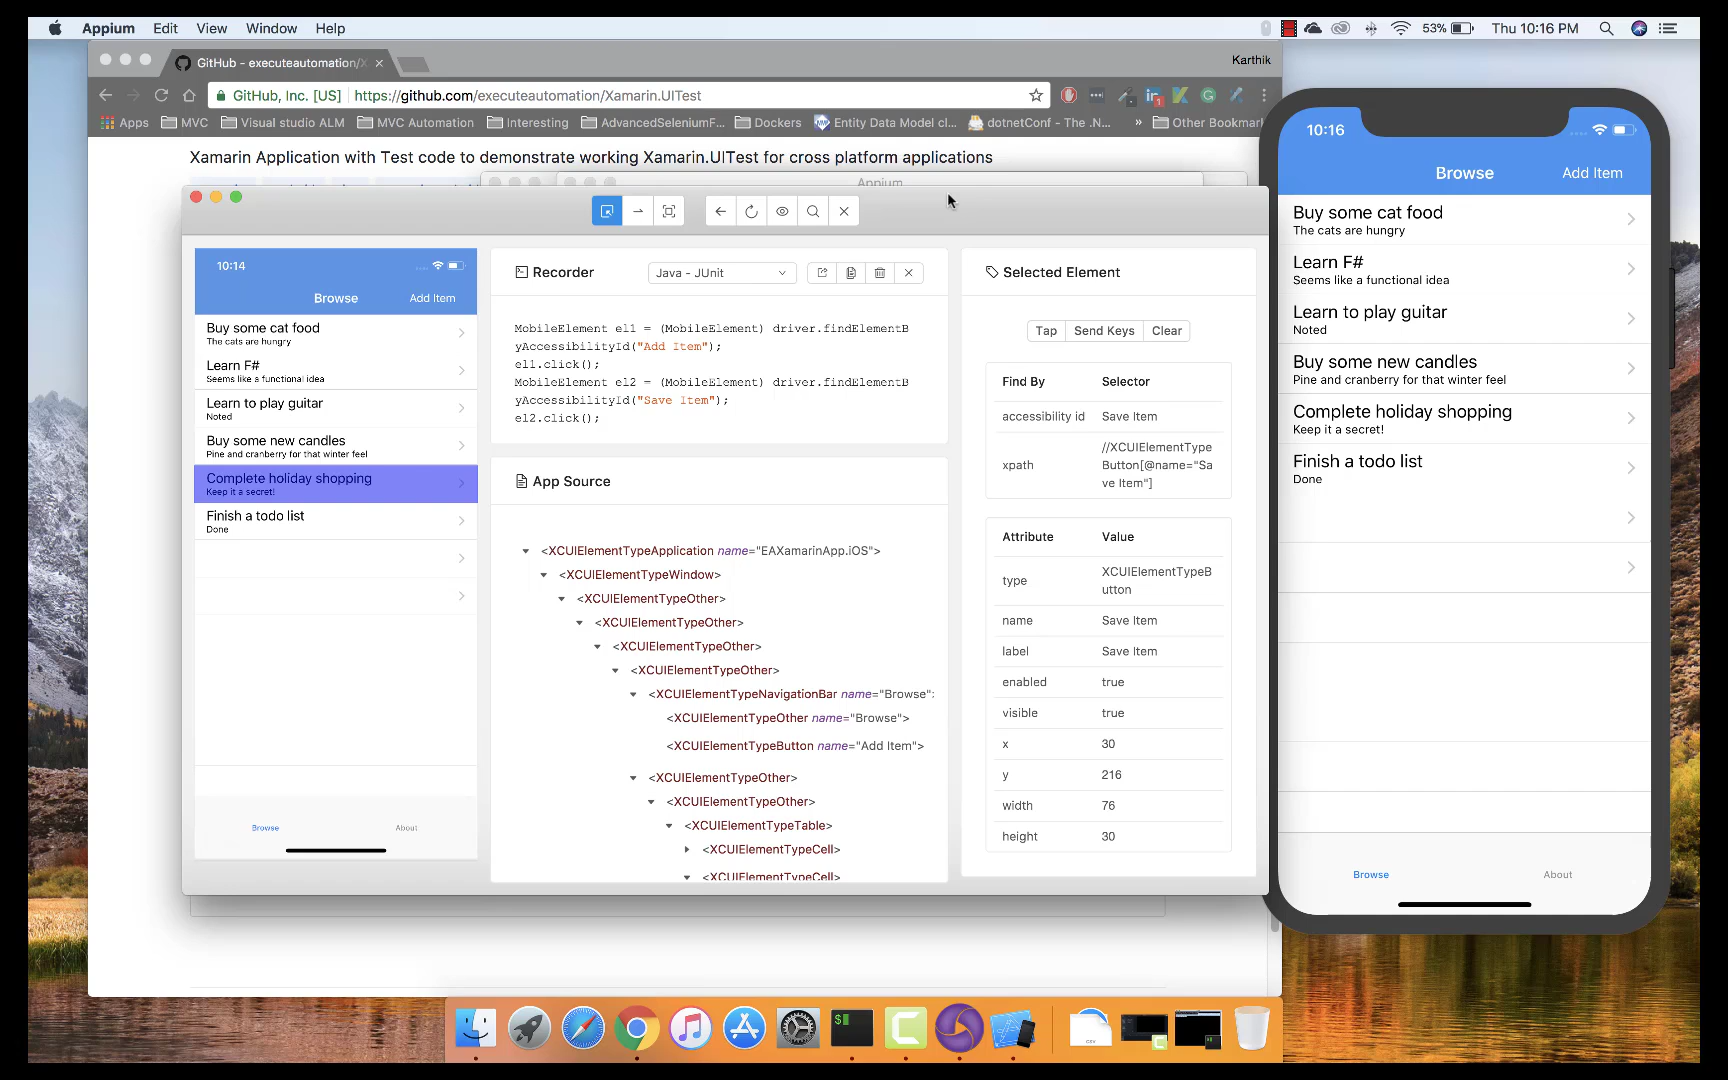 Appium Edit View Window Help 53% Thu 10:16 PM
GitHub - executeautomation/X
Karthik
GitHub, Inc. [US] https://github.com/executeautomation/Xamarin.UITest
Apps MVC Visual studio ALM MVC Automation Interesting AdvancedSeleniumF... Dockers Entity Data Model cl... dotnetConf - The .N... » Other Bookmar
Xamarin Application with Test code to demonstrate working Xamarin.UITest for cross platform applications
Appium
10:14
Browse Add Item
Buy some cat food
The cats are hungry
Learn F#
Seems like a functional idea
Learn to play guitar
Noted
Buy some new candles
Pine and cranberry for that winter feel
Complete holiday shopping
Keep it a secret!
Finish a todo list
Done
Browse About
Recorder Java - JUnit
MobileElement el1 = (MobileElement) driver.findElementB
yAccessibilityId("Add Item");
el1.click();
MobileElement el2 = (MobileElement) driver.findElementB
yAccessibilityId("Save Item");
el2.click();
App Source
<XCUIElementTypeApplication name="EAXamarinApp.iOS">
<XCUIElementTypeWindow>
<XCUIElementTypeOther>
<XCUIElementTypeOther>
<XCUIElementTypeOther>
<XCUIElementTypeOther>
<XCUIElementTypeNavigationBar name="Browse":
<XCUIElementTypeOther name="Browse">
<XCUIElementTypeButton name="Add Item">
<XCUIElementTypeOther>
<XCUIElementTypeOther>
<XCUIElementTypeTable>
<XCUIElementTypeCell>
<XCUIElementTypeCell>
Selected Element
Tap Send Keys Clear
Find By Selector
accessibility id Save Item
xpath //XCUIElementType
Button[@name="Sa
ve Item"]
Attribute Value
type XCUIElementTypeB
utton
name Save Item
label Save Item
enabled true
visible true
x 30
y 216
width 76
height 30
10:16
Browse Add Item
Buy some cat food
The cats are hungry
Learn F#
Seems like a functional idea
Learn to play guitar
Noted
Buy some new candles
Pine and cranberry for that winter feel
Complete holiday shopping
Keep it a secret!
Finish a todo list
Done
Browse About